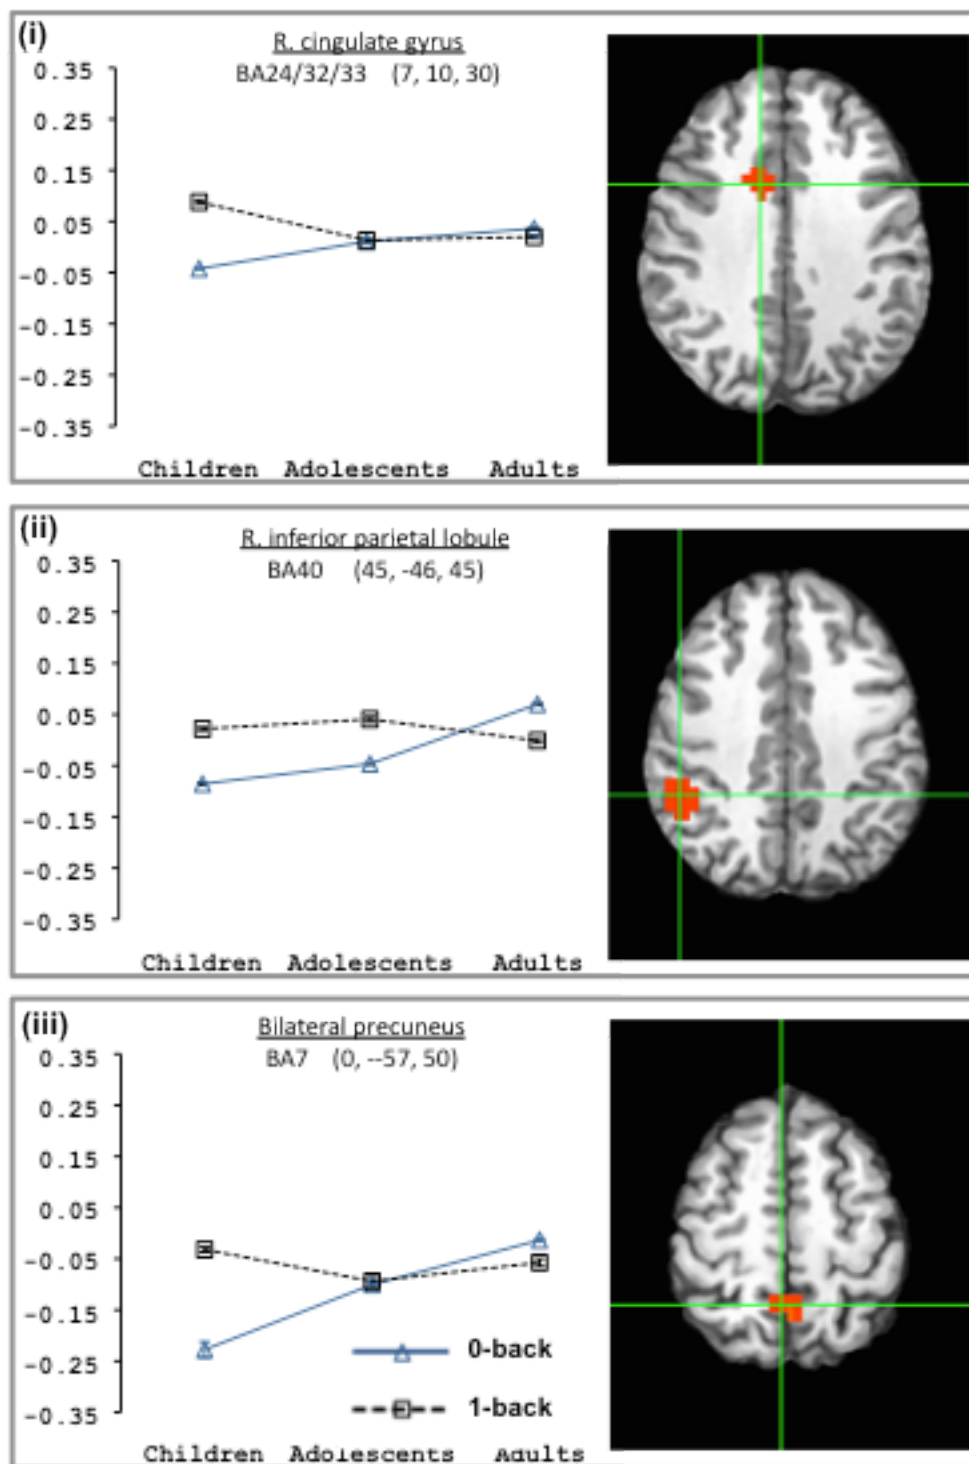 (i)
R. cingulate gyrus
BA24/32/33 (7, 10, 30)
0.35
0.25
0.15
0.05
-0.05
-0.15
-0.25
-0.35
Children Adolescents Adults
(ii)
R. inferior parietal lobule
BA40 (45, -46, 45)
0.35
0.25
0.15
0.05
-0.05
-0.15
-0.25
-0.35
Children Adolescents Adults
(iii)
Bilateral precuneus
BA7 (0, --57, 50)
0.35
0.25
0.15
0.05
-0.05
-0.15
-0.25
-0.35
0-back
1-back
Children Adolescents Adults